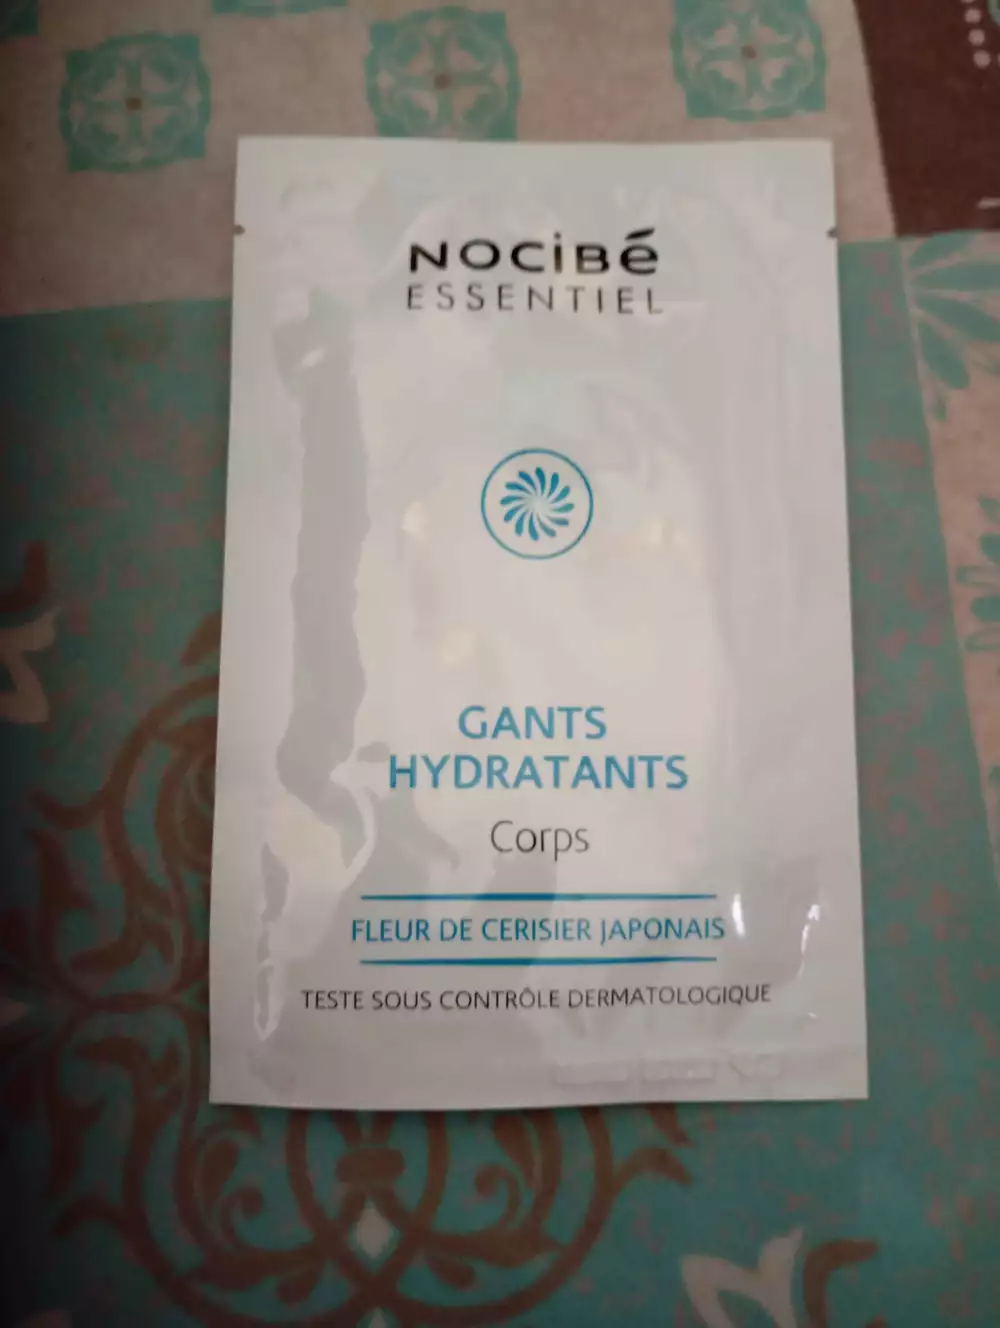 NOCiBé
ESSENTIEL
GANTS
HYDRATANTS
Corps
FLEUR DE CERISIER JAPONAIS
TESTE SOUS CONTRÔLE DERMATOLOGIQUE